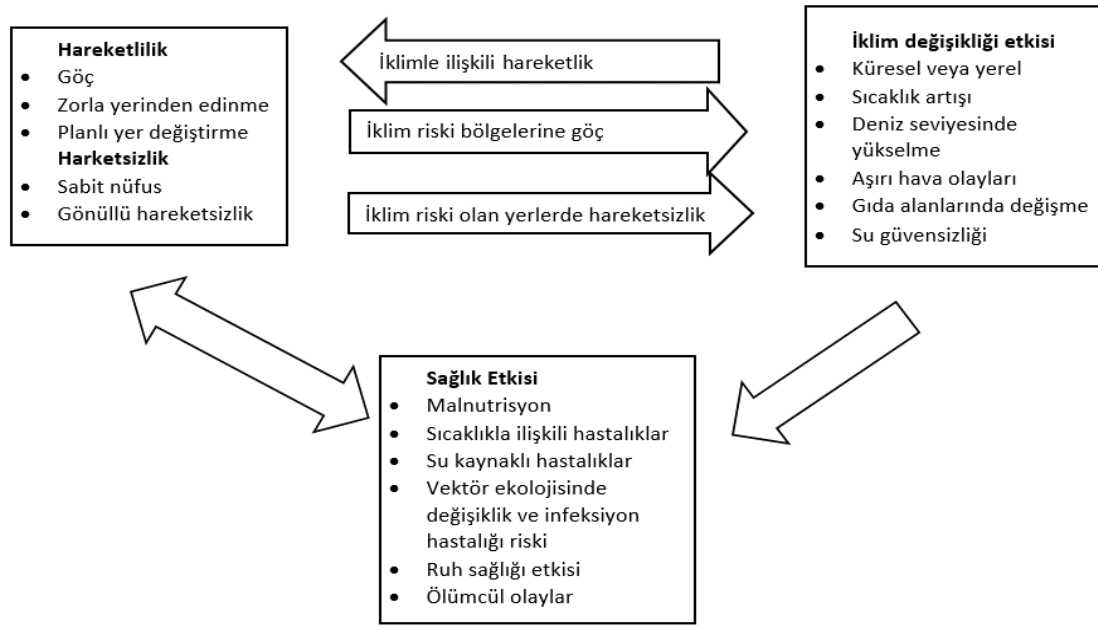 Hareketlilik
Göç
Zorla yerinden edinme
Planlı yer değiştirme
Harketsizlik
Sabit nüfus
Gönüllü hareketsizlik
İklimle ilişkili hareketlik
İklim riski bölgelerine göç
İklim riski olan yerlerde hareketsizlik
İklim değişikliği etkisi
Küresel veya yerel
Sıcaklık artışı
Deniz seviyesinde
yükselme
Aşırı hava olayları
Gıda alanlarında değişme
Su güvensizliği
Sağlık Etkisi
Malnutrisyon
Sıcaklıkla ilişkili hastalıklar
Su kaynaklı hastalıklar
Vektör ekolojisinde
değişiklik ve infeksiyon
hastalığı riski
Ruh sağlığı etkisi
Ölümcül olaylar